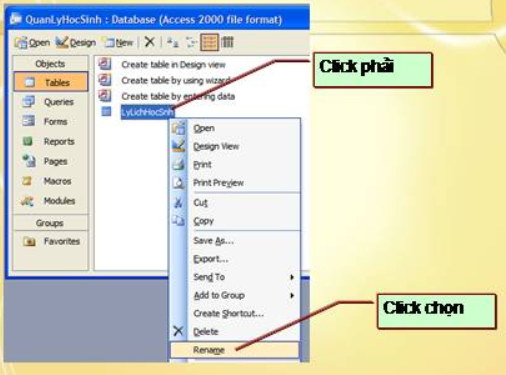 QuanLyHocSinh : Database (Access 2000 file format)
Open Design New
Objects
Tables
Queries
Forms
Reports
Pages
Macros
Modules
Groups
Favorites
Create table in Design view
Create table by using wizard
Create table by entering data
LyLichHocSnh
Click phải
Open
Design View
Print
Print Preview
Cut
Copy
Save As...
Export...
Send To
Add to Group
Create Shortcut...
Delete
Rename
Click chọn